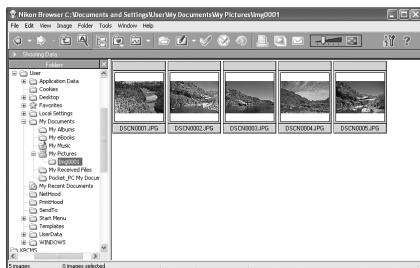 Nikon Browser C:\Documents and Settings\User\My Documents\My Pictures\Img0001
File Edit View Image Folder Tools Window Help
Shooting Data
Folders
User
Application Data
Cookies
Desktop
Favorites
Local Settings
My Documents
My Albums
My eBooks
My Music
My Pictures
Img0001
My Received Files
Pocket_PC My Docum
My Recent Documents
NetHood
PrintHood
SendTo
Start Menu
Templates
UserData
WINDOWS
KPCMS
DSCN0001.JPG DSCN0002.JPG DSCN0003.JPG DSCN0004.JPG DSCN0005.JPG
5 images 0 images selected